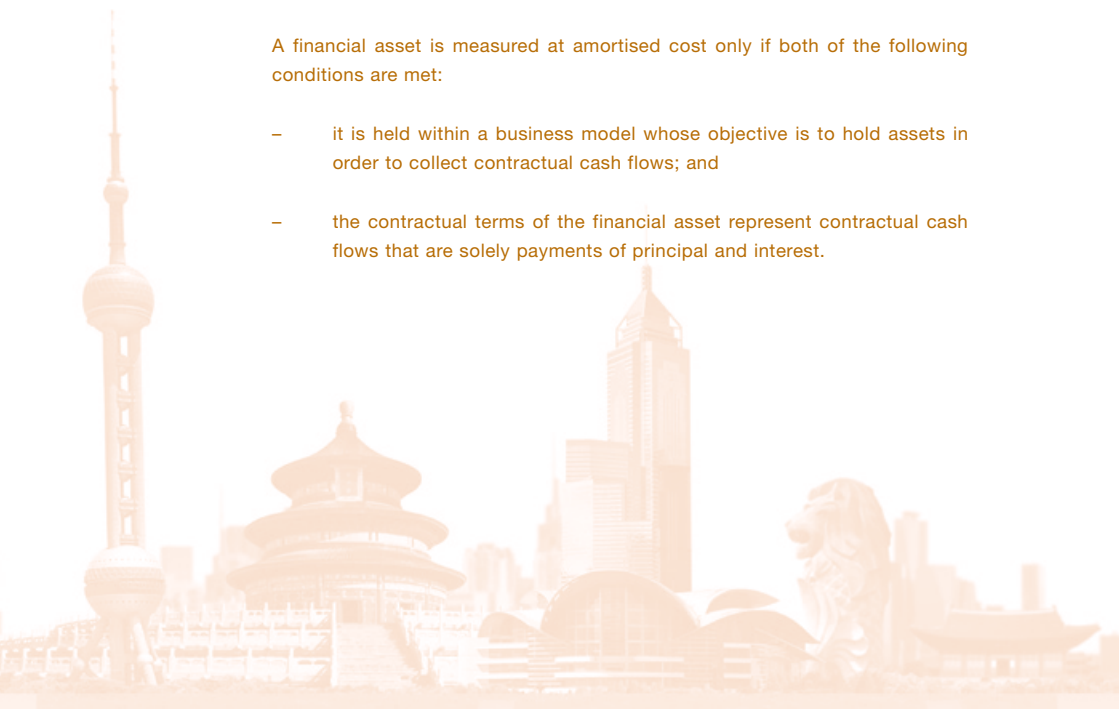 A financial asset is measured at amortised cost only if both of the following
conditions are met:
– it is held within a business model whose objective is to hold assets in
order to collect contractual cash flows; and
– the contractual terms of the financial asset represent contractual cash
flows that are solely payments of principal and interest.